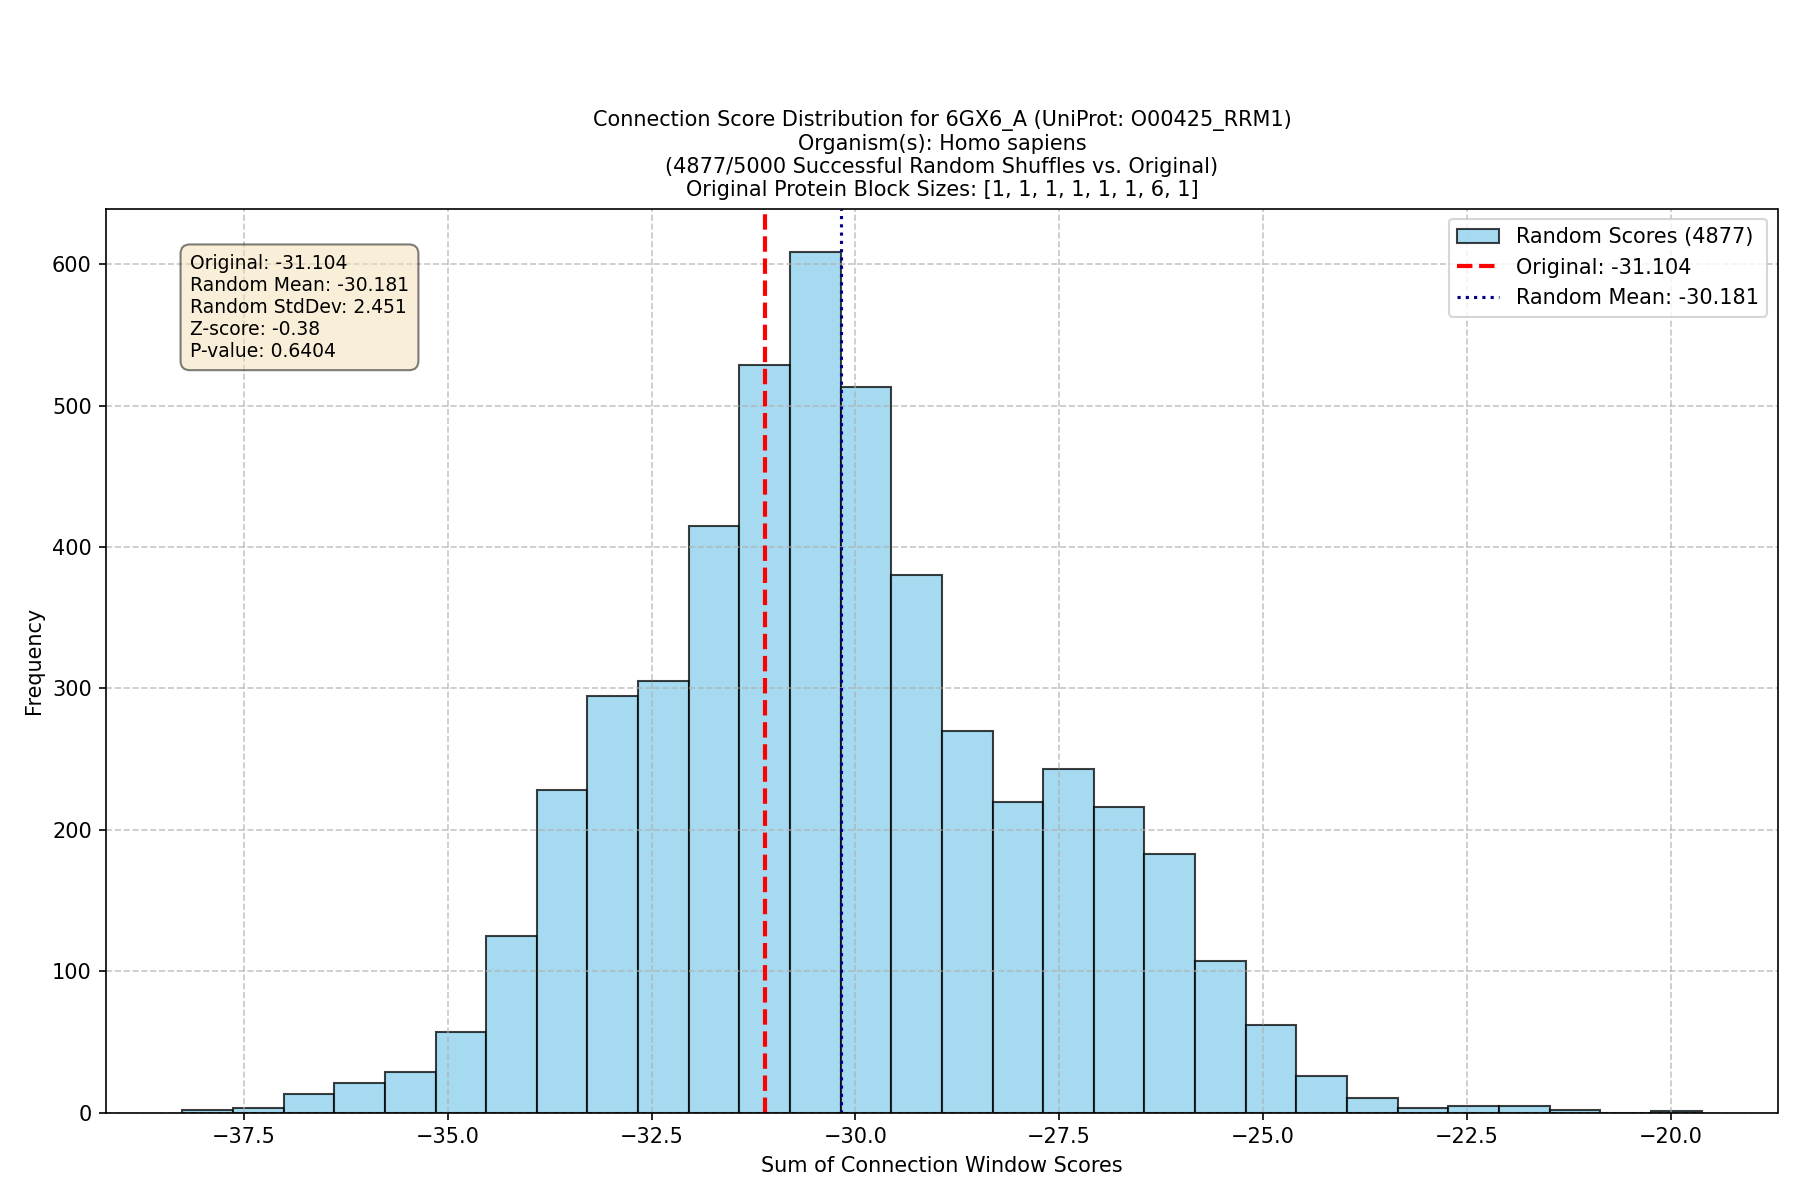 Connection Score Distribution for 6GX6_A (UniProt: O00425_RRM1)
Organism(s): Homo sapiens
(4877/5000 Successful Random Shuffles vs. Original)
Original Protein Block Sizes: [1, 1, 1, 1, 1, 1, 6, 1]
Original: -31.104
Random Mean: -30.181
Random StdDev: 2.451
Z-score: -0.38
P-value: 0.6404
Random Scores (4877)
Original: -31.104
Random Mean: -30.181
Frequency
600
500
400
300
200
100
0
−37.5
−35.0
−32.5
−30.0
−27.5
−25.0
−22.5
−20.0
Sum of Connection Window Scores